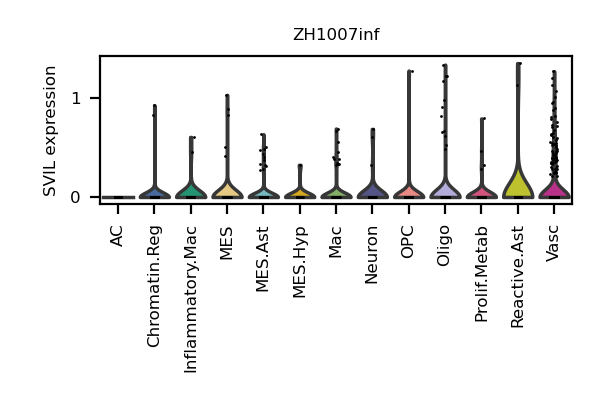 ZH1007inf
SVIL expression
1
0
AC
Chromatin.Reg
Inflammatory.Mac
MES
MES.Ast
MES.Hyp
Mac
Neuron
OPC
Oligo
Prolif.Metab
Reactive.Ast
Vasc